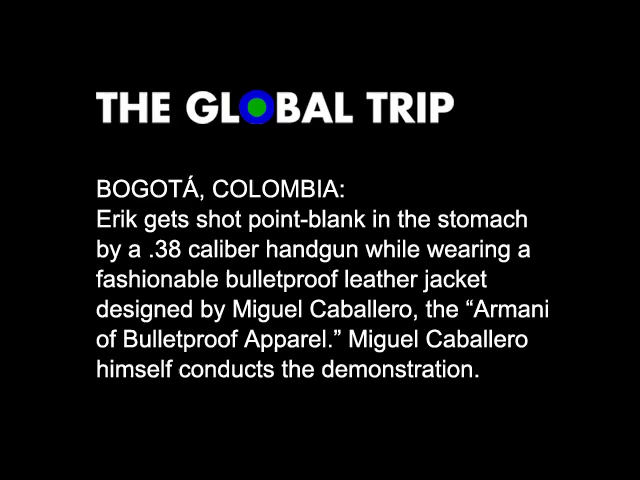 THE GLOBAL TRIP
BOGOTÁ, COLOMBIA:
Erik gets shot point-blank in the stomach
by a .38 caliber handgun while wearing a
fashionable bulletproof leather jacket
designed by Miguel Caballero, the “Armani
of Bulletproof Apparel.” Miguel Caballero
himself conducts the demonstration.